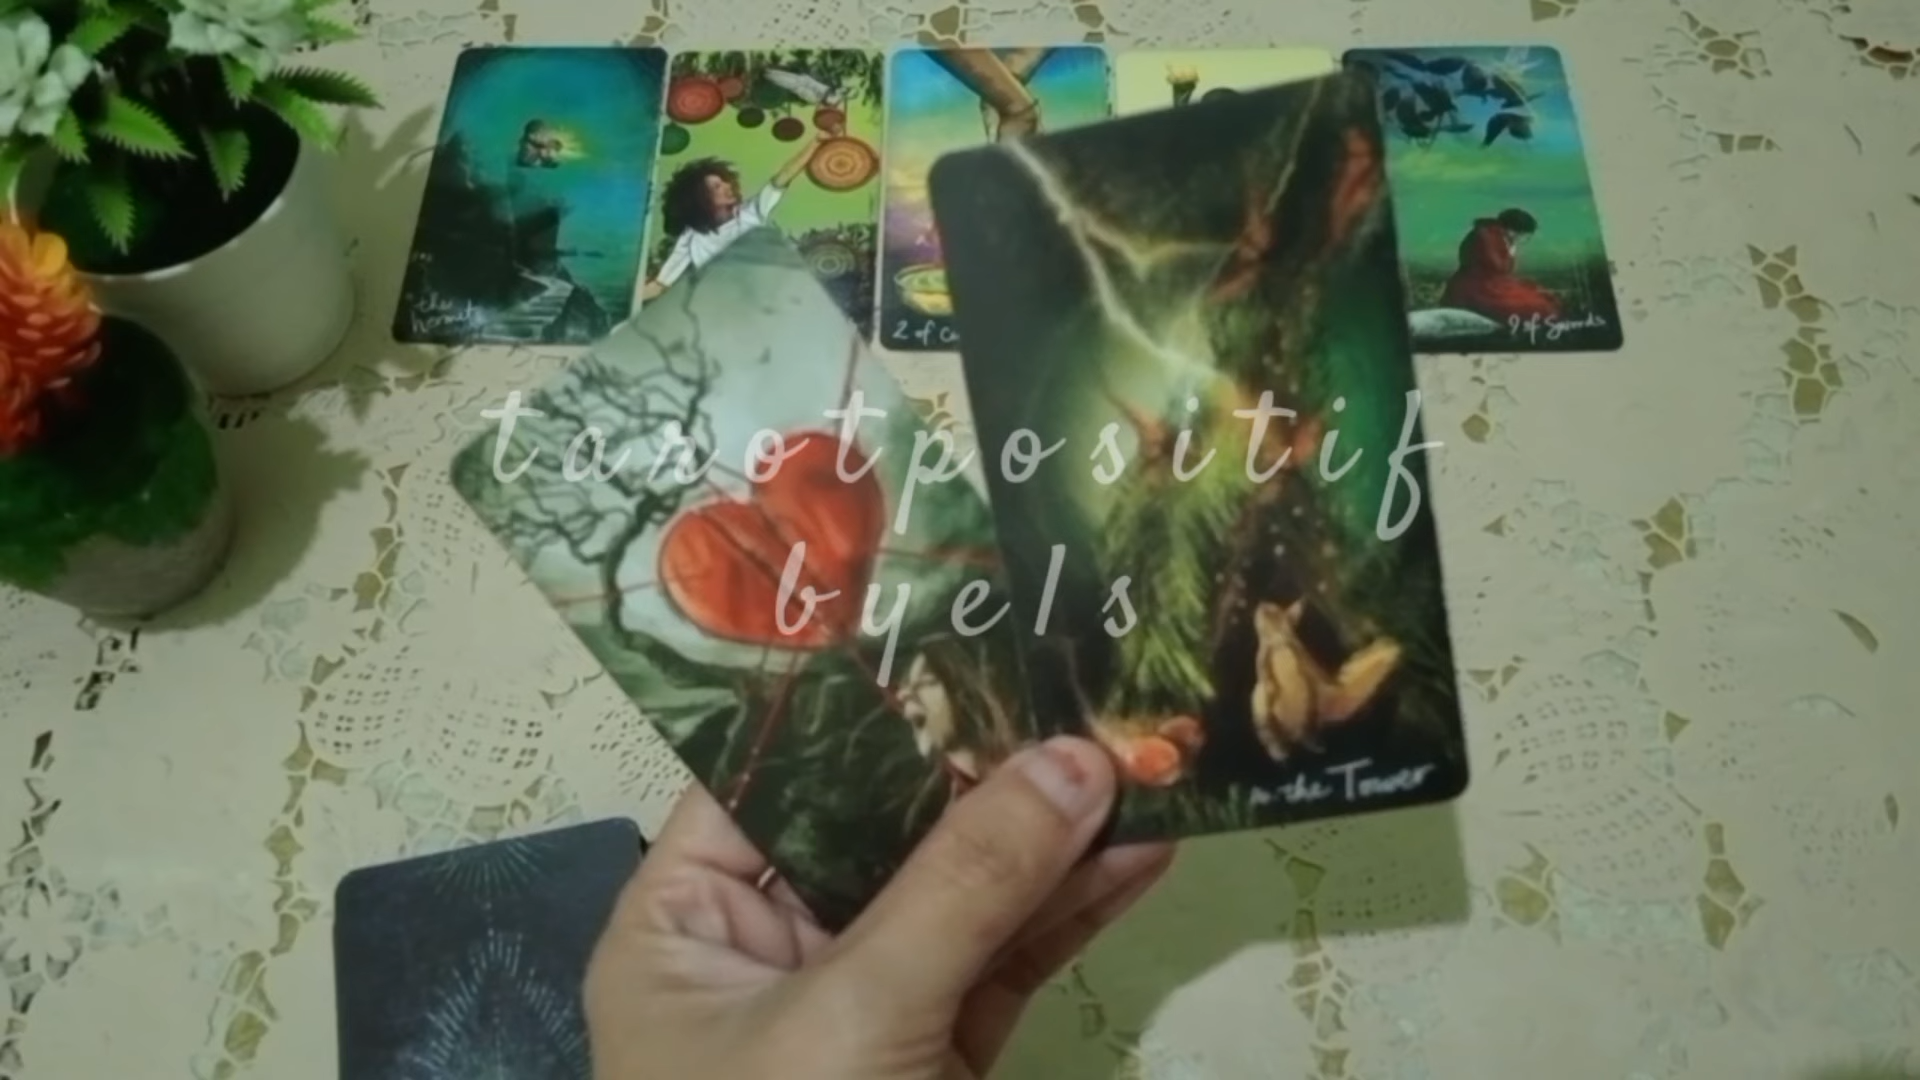 the
hermit
2 of
9 of Swords
tarotpositif
byels
the Tower